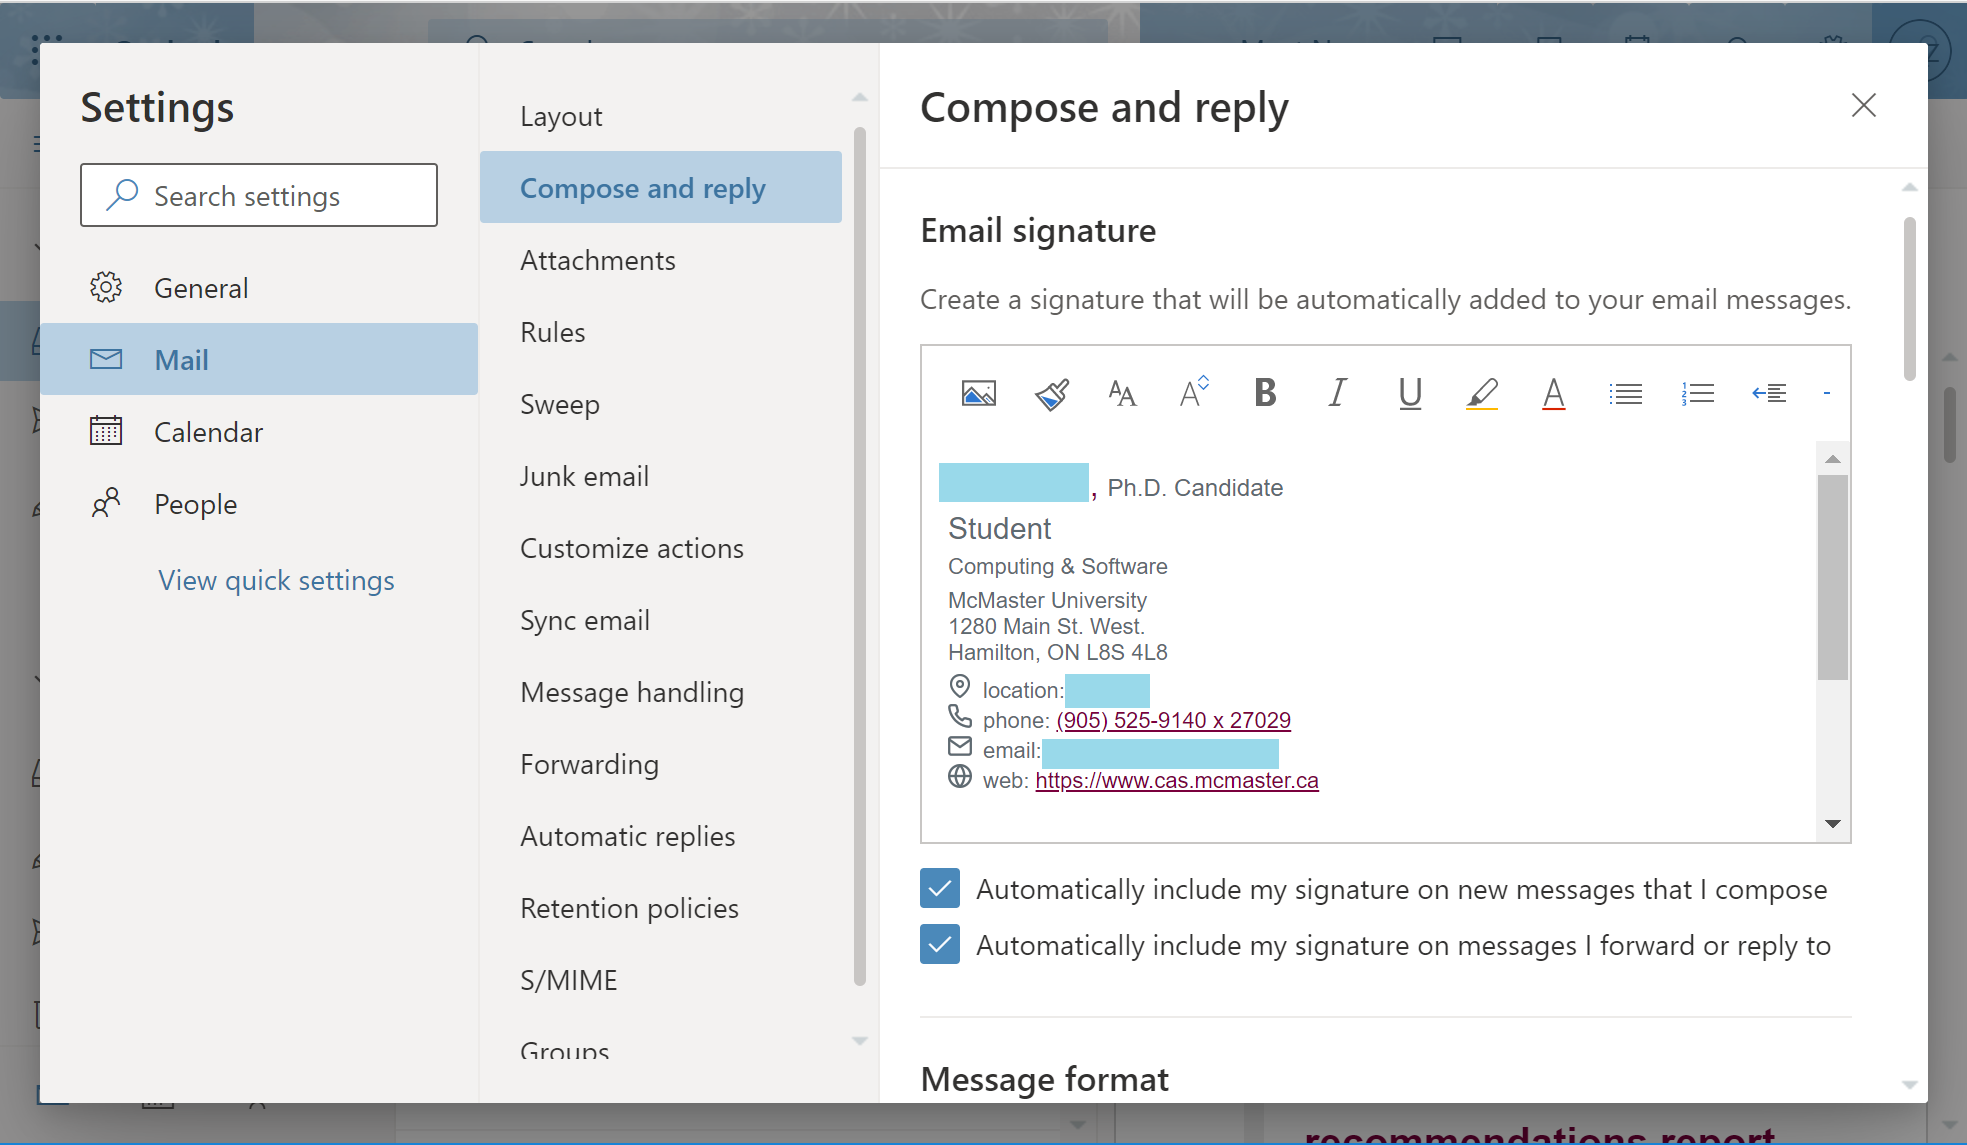 Settings
Search settings
General
Mail
Calendar
People
View quick settings
Layout
Compose and reply
Attachments
Rules
Sweep
Junk email
Customize actions
Sync email
Message handling
Forwarding
Automatic replies
Retention policies
S/MIME
Groups
Compose and reply
Email signature
Create a signature that will be automatically added to your email messages.
, Ph.D. Candidate
Student
Computing & Software
McMaster University
1280 Main St. West.
Hamilton, ON L8S 4L8
location:
phone: (905) 525-9140 x 27029
email:
web: https://www.cas.mcmaster.ca
Automatically include my signature on new messages that I compose
Automatically include my signature on messages I forward or reply to
Message format
recommendations report